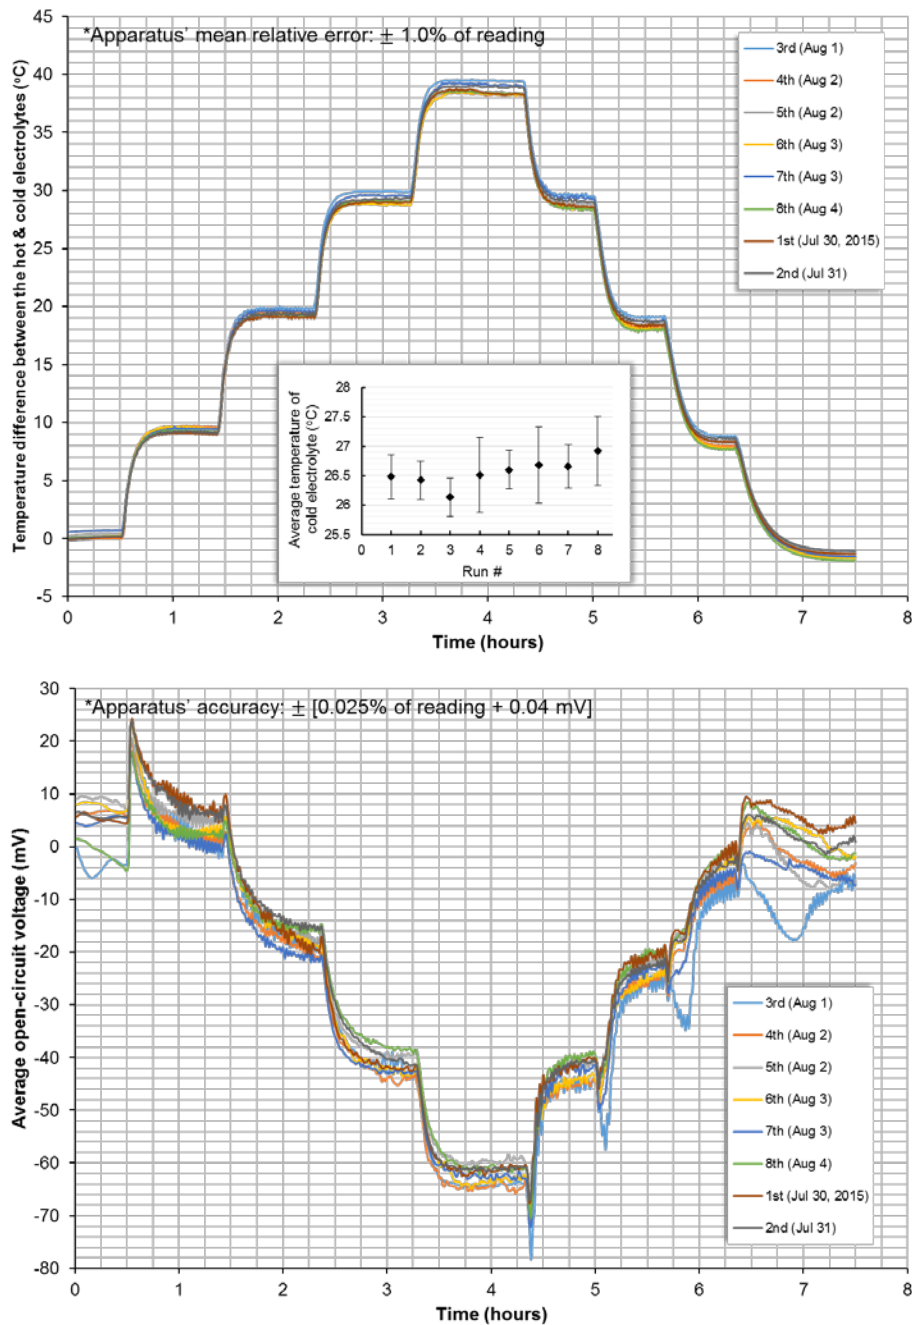 45
*Apparatus' mean relative error: ± 1.0% of reading
40
35
30
25
20
15
10
5
0
-5
Temperature difference between the hot & cold electrolytes (°C)
3rd (Aug 1)
4th (Aug 2)
5th (Aug 2)
6th (Aug 3)
7th (Aug 3)
8th (Aug 4)
1st (Jul 30, 2015)
2nd (Jul 31)
28
27.5
27
26.5
26
25.5
Average temperature of
cold electrolyte (°C)
0 1 2 3 4 5 6 7 8
Run #
0 1 2 3 4 5 6 7 8
Time (hours)
30
*Apparatus' accuracy: ± [0.025% of reading + 0.04 mV]
20
10
0
-10
-20
-30
-40
-50
-60
-70
-80
Average open-circuit voltage (mV)
3rd (Aug 1)
4th (Aug 2)
5th (Aug 2)
6th (Aug 3)
7th (Aug 3)
8th (Aug 4)
1st (Jul 30, 2015)
2nd (Jul 31)
0 1 2 3 4 5 6 7 8
Time (hours)